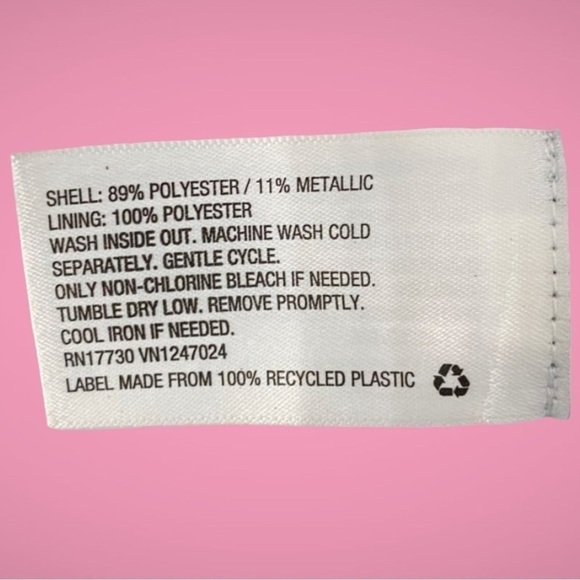 SHELL: 89% POLYESTER / 11% METALLIC
LINING: 100% POLYESTER
WASH INSIDE OUT. MACHINE WASH COLD
SEPARATELY. GENTLE CYCLE.
ONLY NON-CHLORINE BLEACH IF NEEDED.
TUMBLE DRY LOW. REMOVE PROMPTLY.
COOL IRON IF NEEDED.
RN17730 VN1247024
LABEL MADE FROM 100% RECYCLED PLASTIC